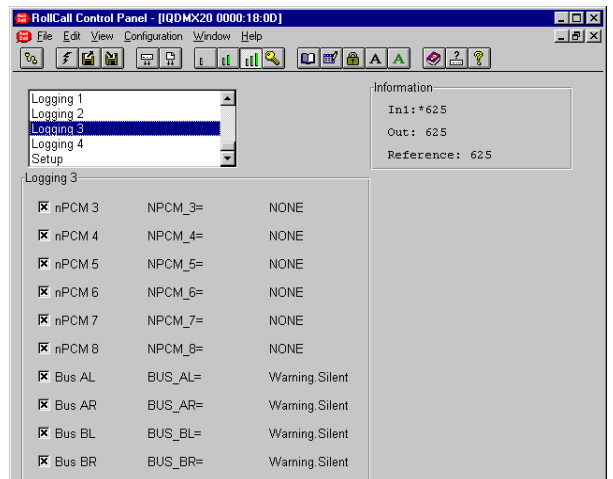 RollCall Control Panel - [IQDMX20 0000:18:0D]
File Edit View Configuration Window Help
A A
Logging 1
Logging 2
Logging 3
Logging 4
Setup
Information
In1:*625
Out: 625
Reference: 625
Logging 3
nPCM 3 NPCM_3= NONE
nPCM 4 NPCM_4= NONE
nPCM 5 NPCM_5= NONE
nPCM 6 NPCM_6= NONE
nPCM 7 NPCM_7= NONE
nPCM 8 NPCM_8= NONE
Bus AL BUS_AL= Warning.Silent
Bus AR BUS_AR= Warning.Silent
Bus BL BUS_BL= Warning.Silent
Bus BR BUS_BR= Warning.Silent